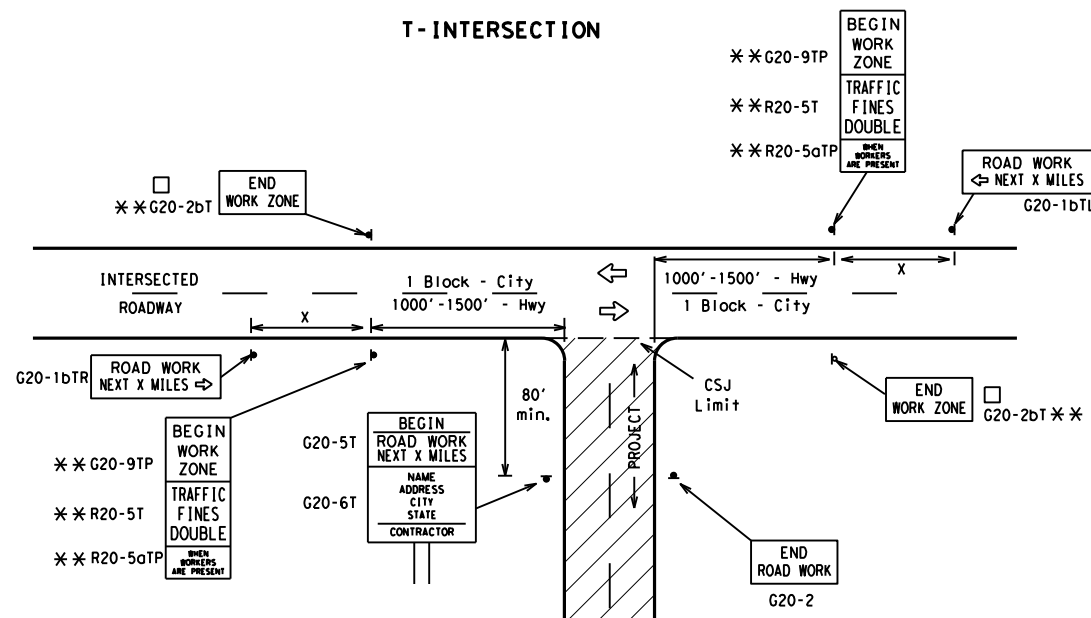 T-INTERSECTION
BEGIN
WORK
ZONE
✳✳G20-9TP
TRAFFIC
FINES
DOUBLE
✳✳R20-5T
WHEN
WORKERS
ARE PRESENT
✳✳R20-5aTP
ROAD WORK
⇦ NEXT X MILES
G20-1bTL
END
WORK ZONE
□
✳✳G20-2bT
INTERSECTED
ROADWAY
1 Block - City
1000'-1500' - Hwy
1000'-1500' - Hwy
1 Block - City
X
X
G20-1bTR
ROAD WORK
NEXT X MILES ⇨
80'
min.
CSJ
Limit
PROJECT
END
WORK ZONE
□
G20-2bT ✳✳
BEGIN
WORK
ZONE
✳✳G20-9TP
TRAFFIC
FINES
DOUBLE
✳✳R20-5T
WHEN
WORKERS
ARE PRESENT
✳✳R20-5aTP
G20-5T
BEGIN
ROAD WORK
NEXT X MILES
G20-6T
NAME
ADDRESS
CITY
STATE
CONTRACTOR
END
ROAD WORK
G20-2